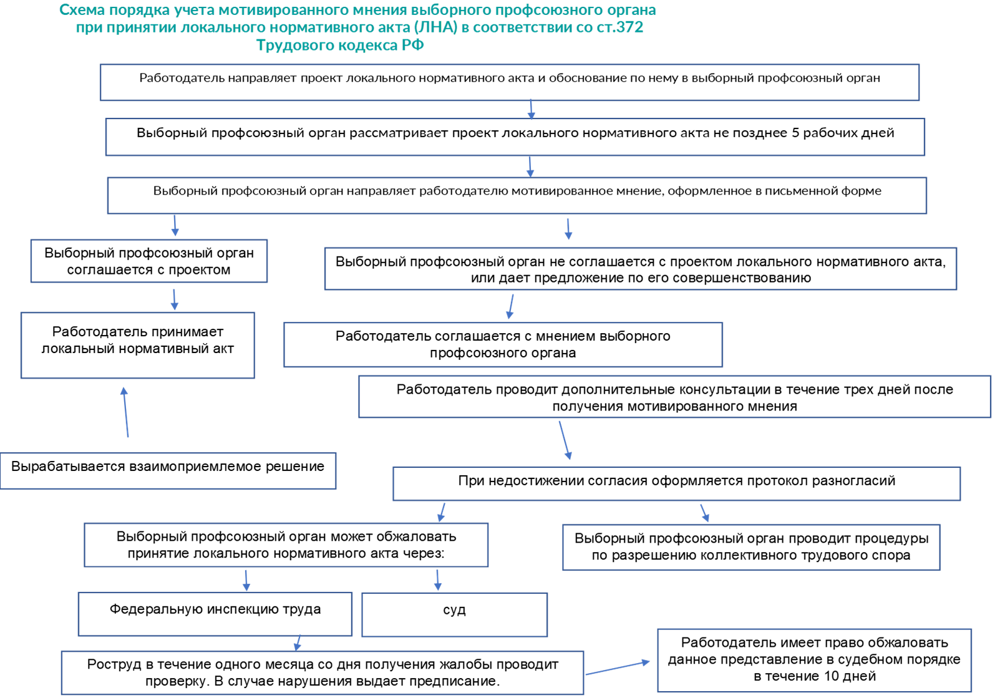 Схема порядка учета мотивированного мнения выборного профсоюзного органа
при принятии локального нормативного акта (ЛНА) в соответствии со ст.372
Трудового кодекса РФ
Работодатель направляет проект локального нормативного акта и обоснование по нему в выборный профсоюзный орган
Выборный профсоюзный орган рассматривает проект локального нормативного акта не позднее 5 рабочих дней
Выборный профсоюзный орган направляет работодателю мотивированное мнение, оформленное в письменной форме
Выборный профсоюзный орган
соглашается с проектом
Выборный профсоюзный орган не соглашается с проектом локального нормативного акта,
или дает предложение по его совершенствованию
Работодатель принимает
локальный нормативный акт
Работодатель соглашается с мнением выборного
профсоюзного органа
Работодатель проводит дополнительные консультации в течение трех дней после
получения мотивированного мнения
Вырабатывается взаимоприемлемое решение
При недостижении согласия оформляется протокол разногласий
Выборный профсоюзный орган может обжаловать
принятие локального нормативного акта через:
Выборный профсоюзный орган проводит процедуры
по разрешению коллективного трудового спора
Федеральную инспекцию труда
суд
Роструд в течение одного месяца со дня получения жалобы проводит
проверку. В случае нарушения выдает предписание.
Работодатель имеет право обжаловать
данное представление в судебном порядке
в течение 10 дней